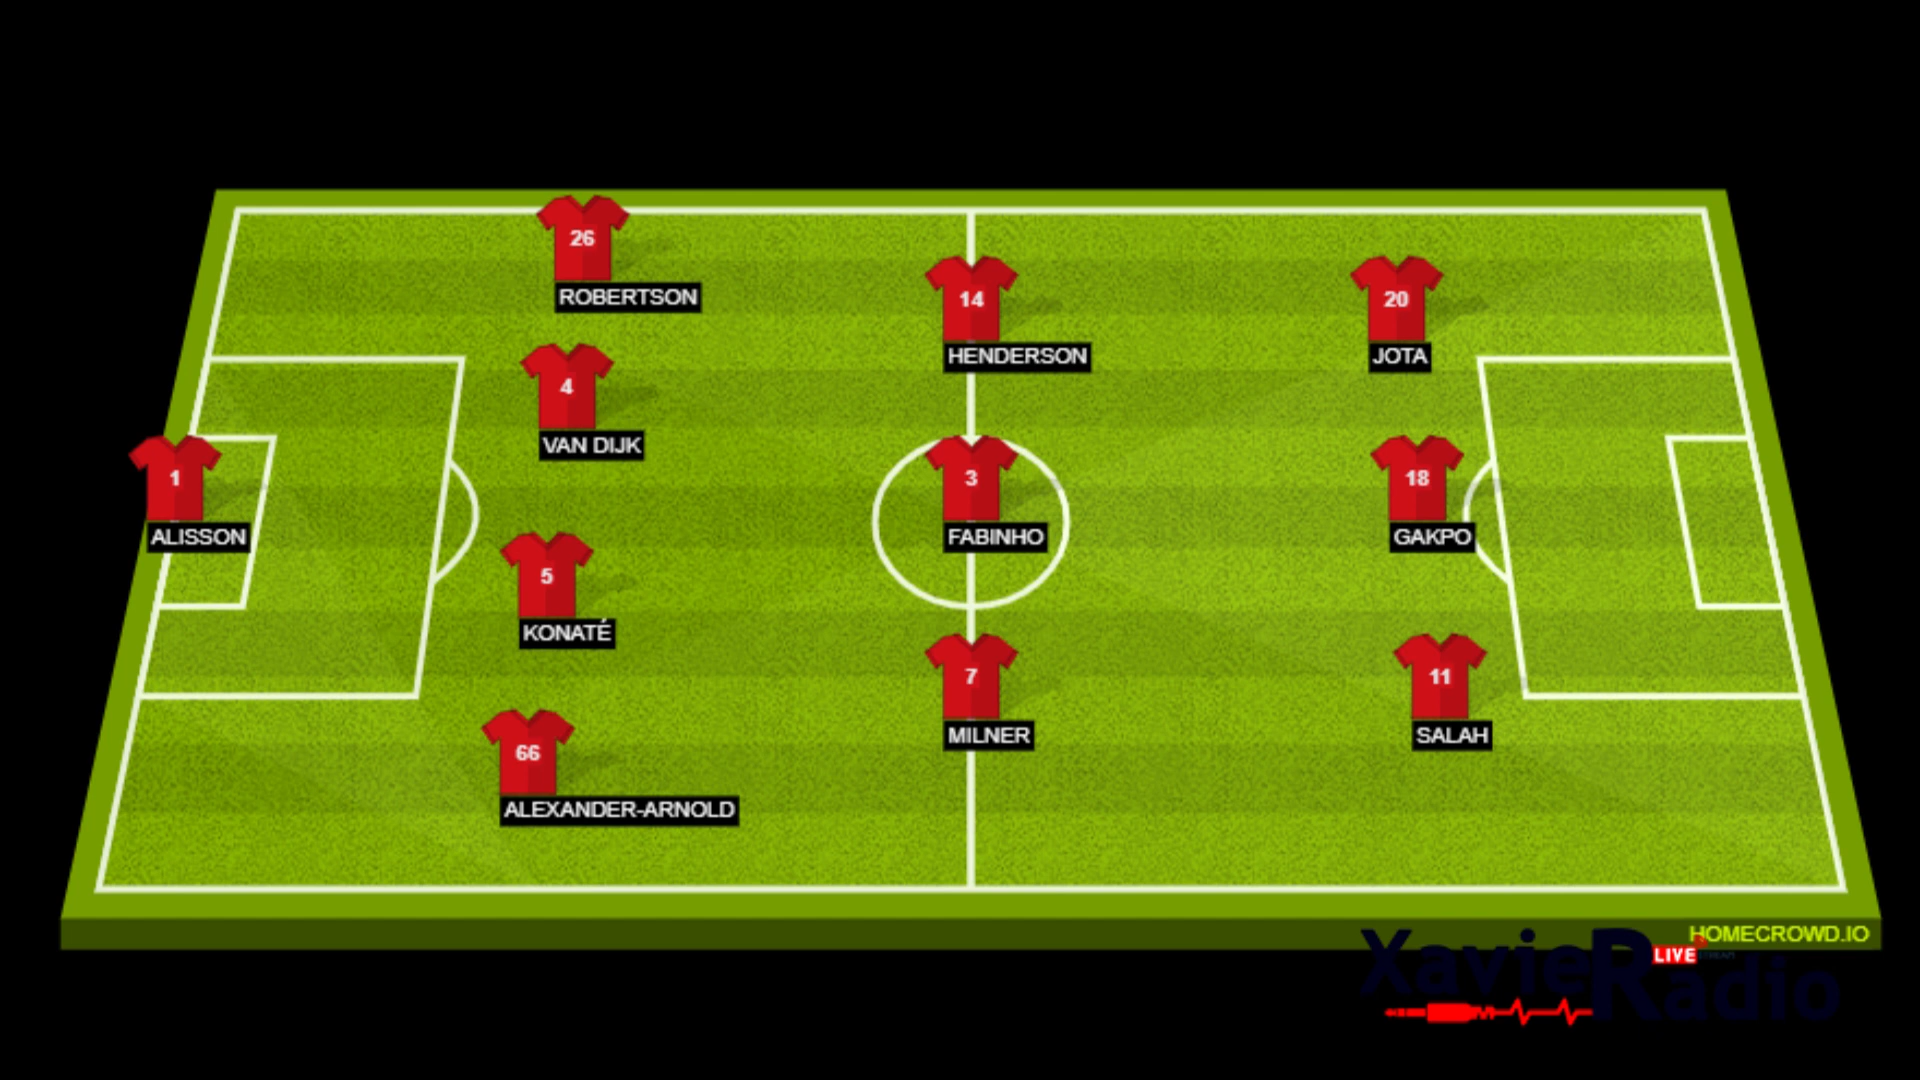 26
ROBERTSON
14
HENDERSON
20
JOTA
4
VAN DIJK
1
ALISSON
3
FABINHO
18
GAKPO
5
KONATÉ
7
MILNER
11
SALAH
66
ALEXANDER-ARNOLD
HOMECROWD.IO
XavieRadio
LIVE